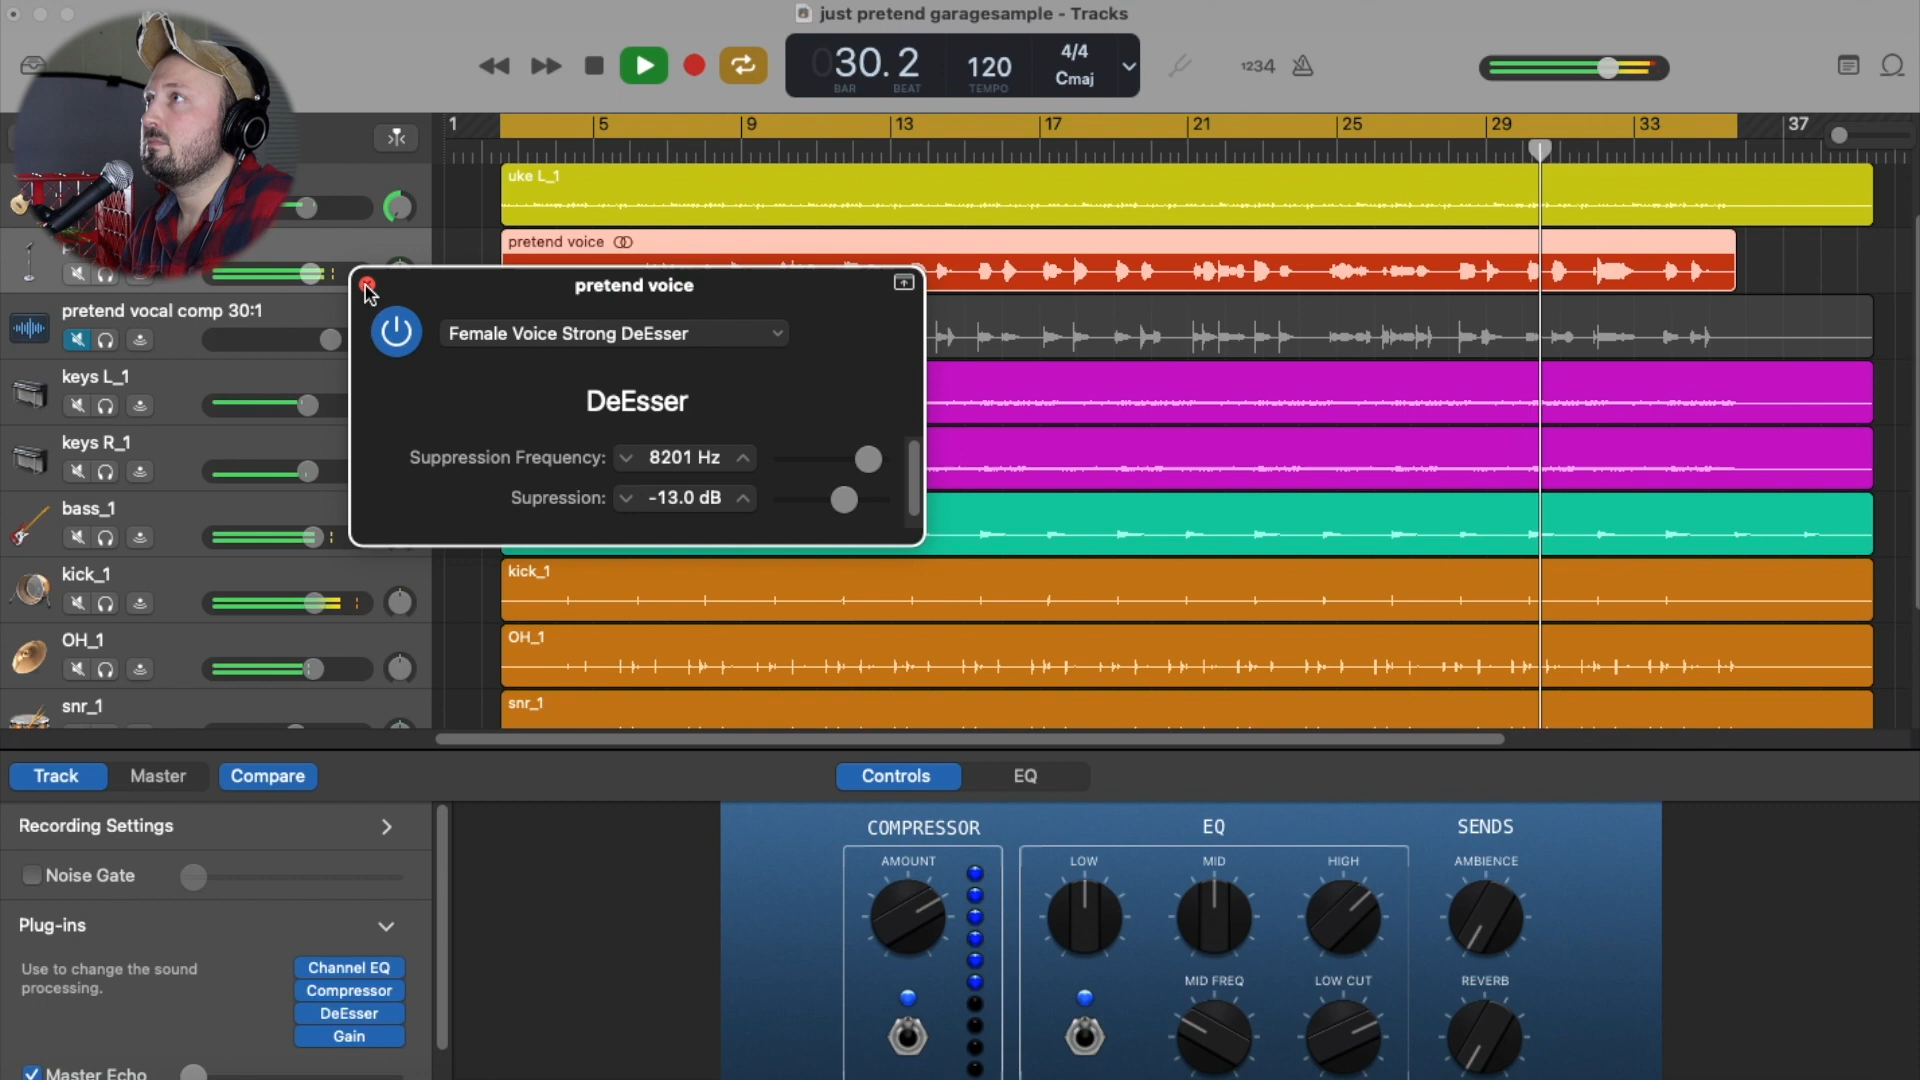 just pretend garagesample - Tracks
030. 2
BAR BEAT
120
TEMPO
4/4
Cmaj
1234
1 5 9 13 17 21 25 29 33 37
uke L_1
pretend voice
pretend vocal comp 30:1
keys L_1
keys R_1
bass_1
kick_1
OH_1
snr_1
kick_1
OH_1
snr_1
pretend voice
Female Voice Strong DeEsser
DeEsser
Suppression Frequency: 8201 Hz
Supression: -13.0 dB
Track Master Compare
Controls EQ
Recording Settings
Noise Gate
Plug-ins
Use to change the sound
processing.
Channel EQ
Compressor
DeEsser
Gain
Master Echo
COMPRESSOR EQ SENDS
AMOUNT LOW MID HIGH AMBIENCE
MID FREQ LOW CUT REVERB